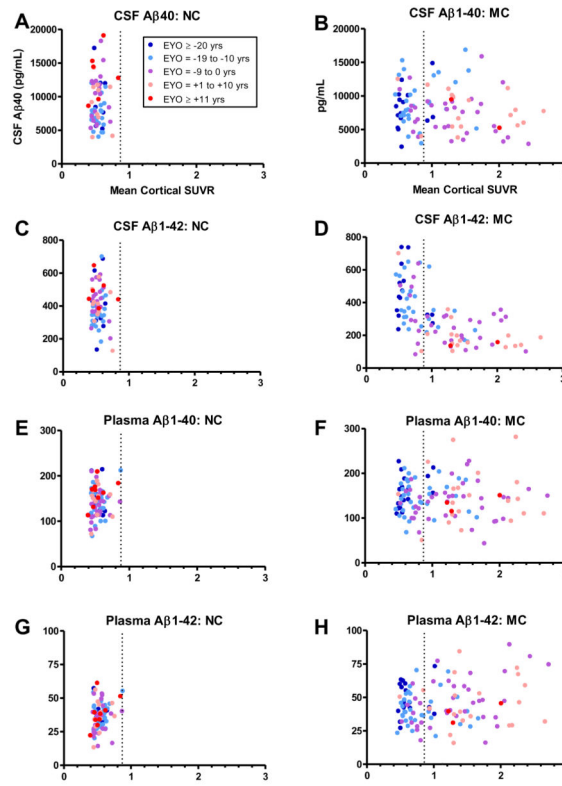 A
CSF Aβ40: NC
CSF Aβ40 (pg/mL)
20000
15000
10000
5000
0
0 1 2 3
Mean Cortical SUVR
EYO ≥ -20 yrs
EYO = -19 to -10 yrs
EYO = -9 to 0 yrs
EYO = +1 to +10 yrs
EYO ≥ +11 yrs
B
CSF Aβ1-40: MC
pg/mL
20000
15000
10000
5000
0
0 1 2
Mean Cortical SUVR
C
CSF Aβ1-42: NC
800
600
400
200
0
0 1 2 3
D
CSF Aβ1-42: MC
800
600
400
200
0
0 1 2
E
Plasma Aβ1-40: NC
300
200
100
0
0 1 2 3
F
Plasma Aβ1-40: MC
300
200
150
100
0
0 1 2
G
Plasma Aβ1-42: NC
100
75
50
25
0
0 1 2 3
H
Plasma Aβ1-42: MC
100
75
50
25
0
0 1 2